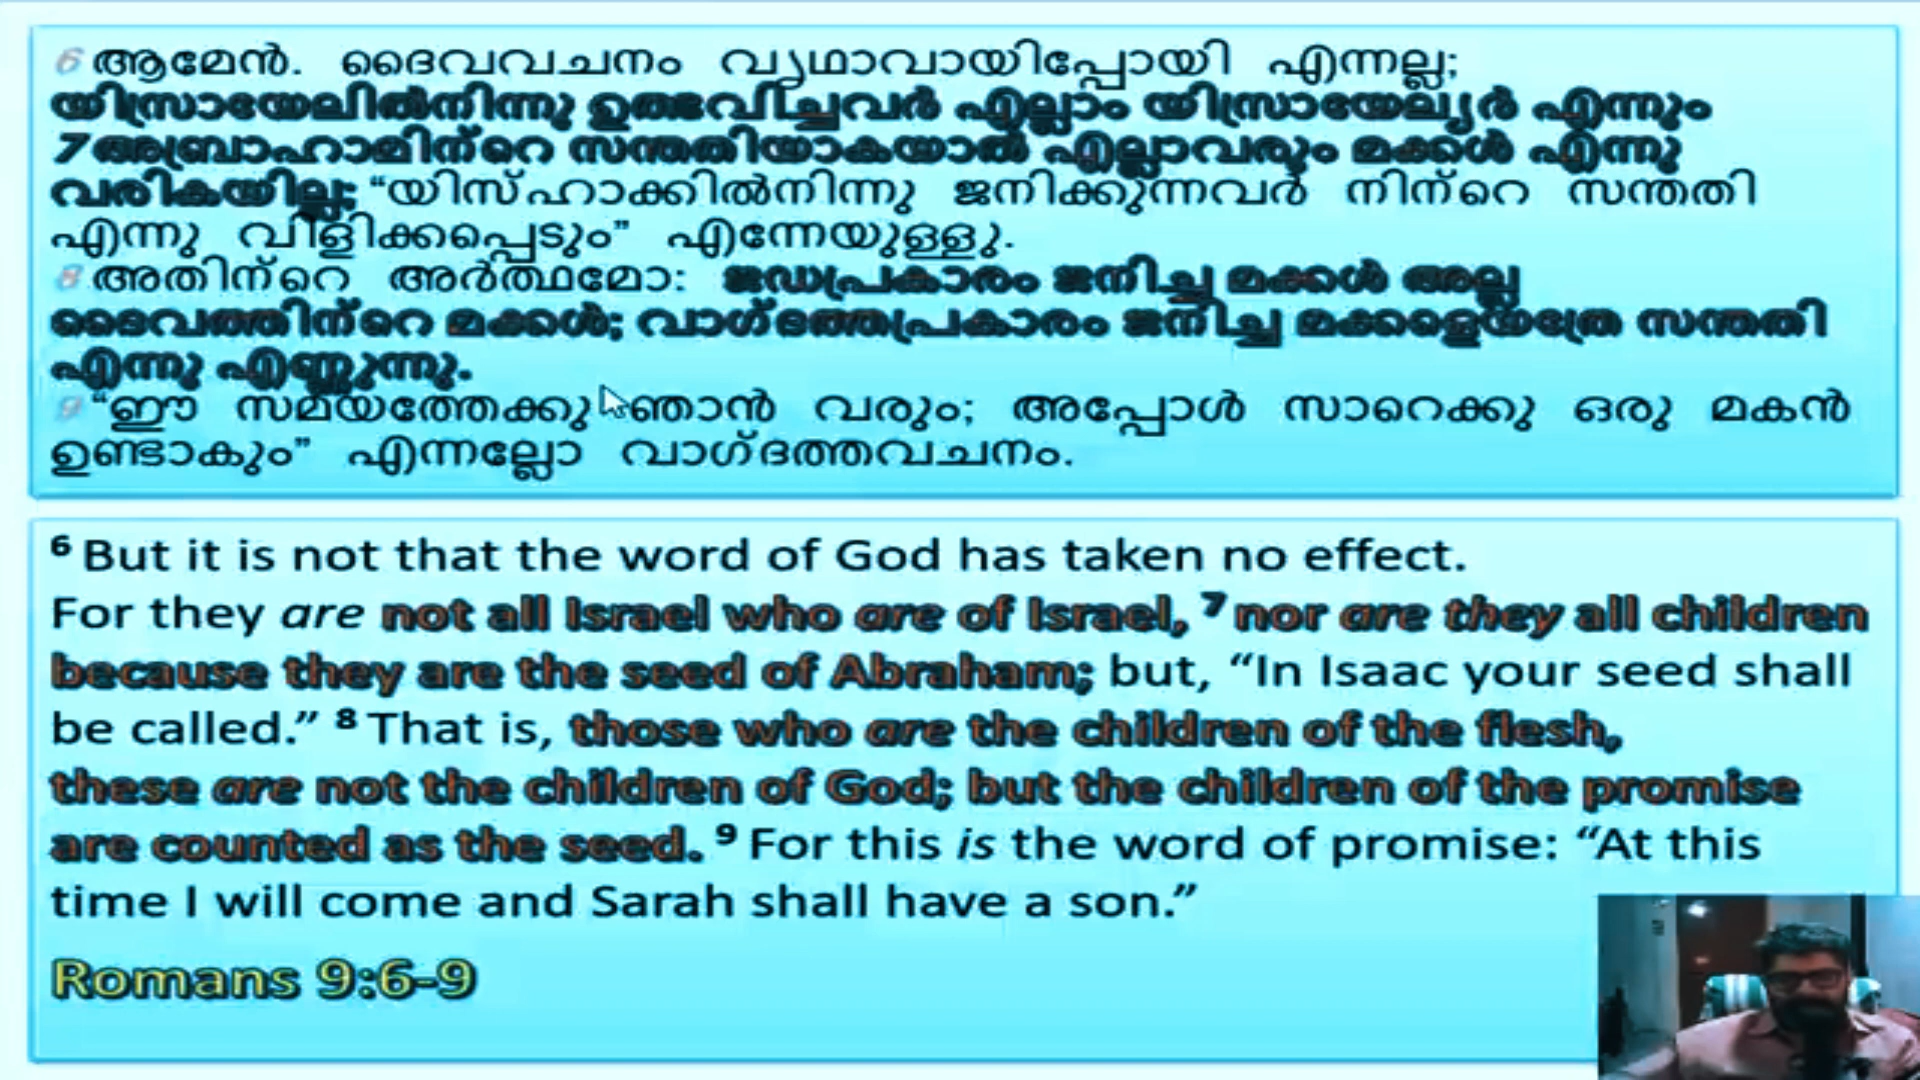 6 ആമേൻ. ദൈവവചനം വൃഥാവായിപ്പോയി എന്നല്ല;
യിസ്രായേലിൽനിന്നു ഉത്ഭവിച്ചവർ എല്ലാം യിസ്രായേല്യർ എന്നും
7 അബ്രാഹാമിന്റെ സന്തതിയാകയാൽ എല്ലാവരും മക്കൾ എന്നു
വരികയില്ല; “യിസ്ഹാക്കിൽനിന്നു ജനിക്കുന്നവർ നിന്റെ സന്തതി
എന്നു വിളിക്കപ്പെടും” എന്നേയുള്ളു.
8 അതിന്റെ അർത്ഥമോ: ജഡപ്രകാരം ജനിച്ച മക്കൾ അല്ല
ദൈവത്തിന്റെ മക്കൾ; വാഗ്ദത്തപ്രകാരം ജനിച്ച മക്കളെയത്രേ സന്തതി
എന്നു എണ്ണുന്നു.
9 “ഈ സമയത്തേക്കു ഞാൻ വരും; അപ്പോൾ സാറെക്കു ഒരു മകൻ
ഉണ്ടാകും” എന്നല്ലോ വാഗ്ദത്തവചനം.
6 But it is not that the word of God has taken no effect.
For they are not all Israel who are of Israel, 7 nor are they all children
because they are the seed of Abraham; but, “In Isaac your seed shall
be called.” 8 That is, those who are the children of the flesh,
these are not the children of God; but the children of the promise
are counted as the seed. 9 For this is the word of promise: “At this
time I will come and Sarah shall have a son.”
Romans 9:6-9